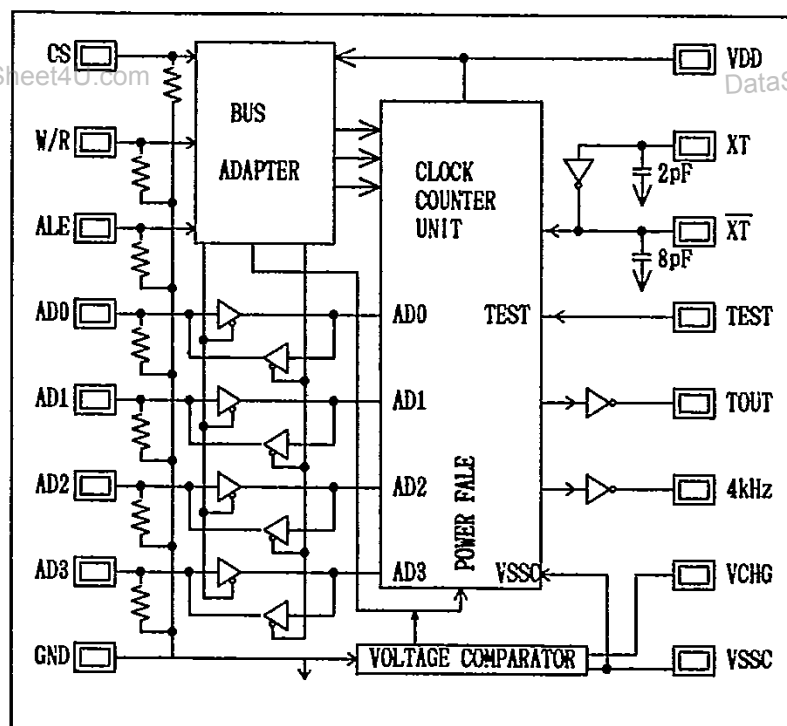 CS
Sheet4U.com
W/R
ALE
AD0
AD1
AD2
AD3
GND
BUS
ADAPTER
CLOCK
COUNTER
UNIT
TEST
AD0
AD1
AD2
AD3
POWER FALE
VSSC
VOLTAGE COMPARATOR
VDD
DataS
XT
2pF
XT
8pF
TEST
TOUT
4kHz
VCHG
VSSC